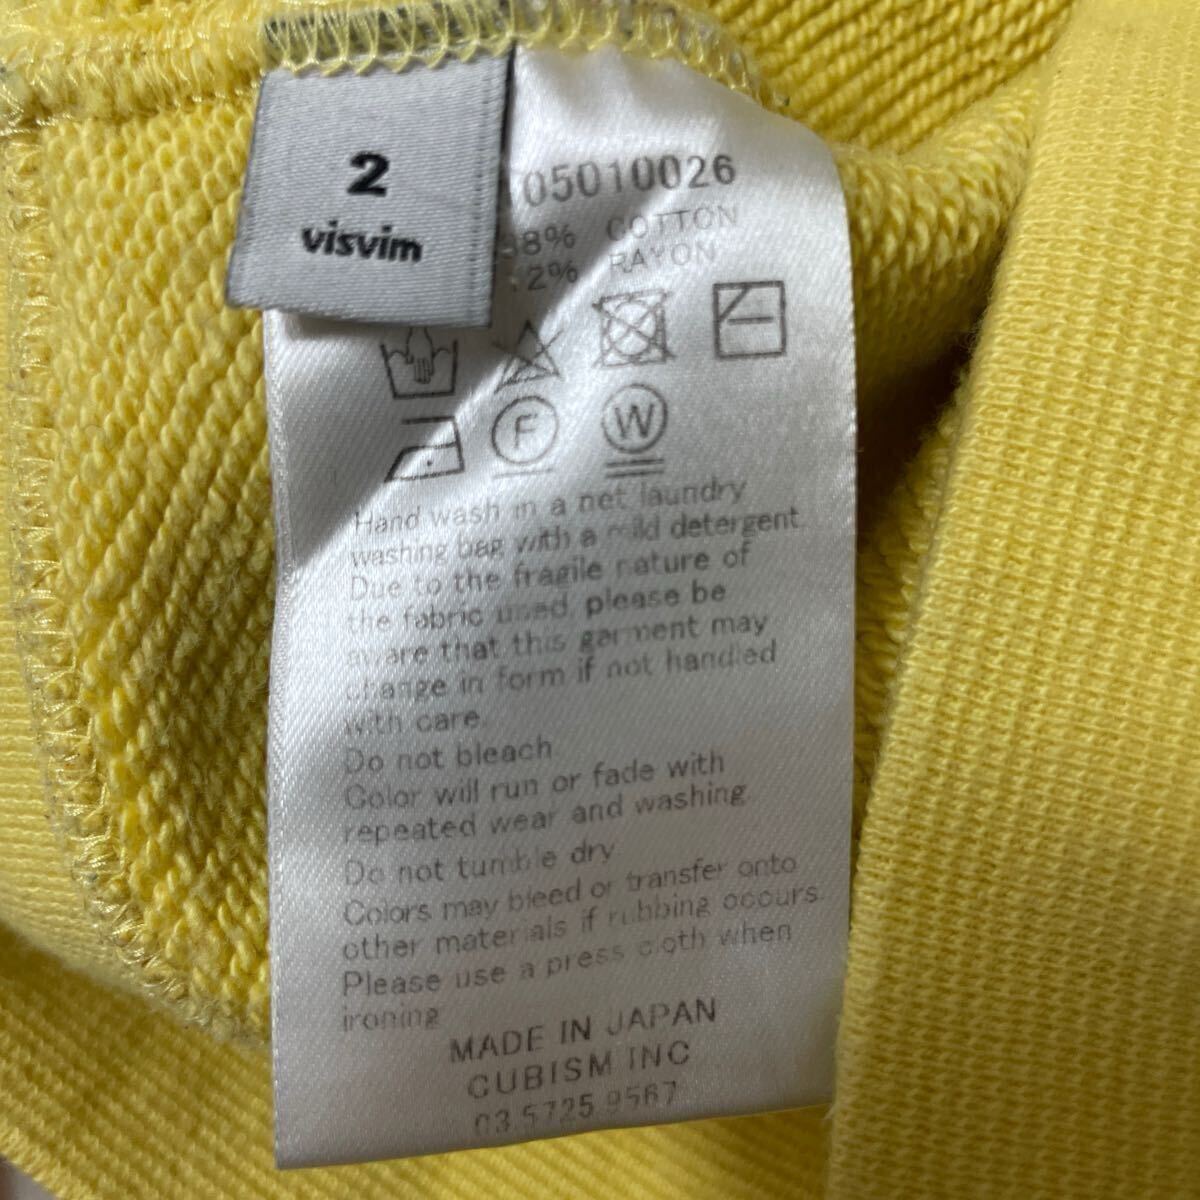 2
visvim
05010026
8% COTTON
2% RAYON
F
W
Hand wash in a net laundry
washing bag with a mild detergent
Due to the fragile nature of
the fabric used, please be
aware that this garment may
change in form if not handled
with care.
Do not bleach
Color will run or fade with
repeated wear and washing.
Do not tumble dry
Colors may bleed or transfer onto
other materials if rubbing occurs.
Please use a press cloth when
ironing
MADE IN JAPAN
CUBISM INC
03.5725.9567